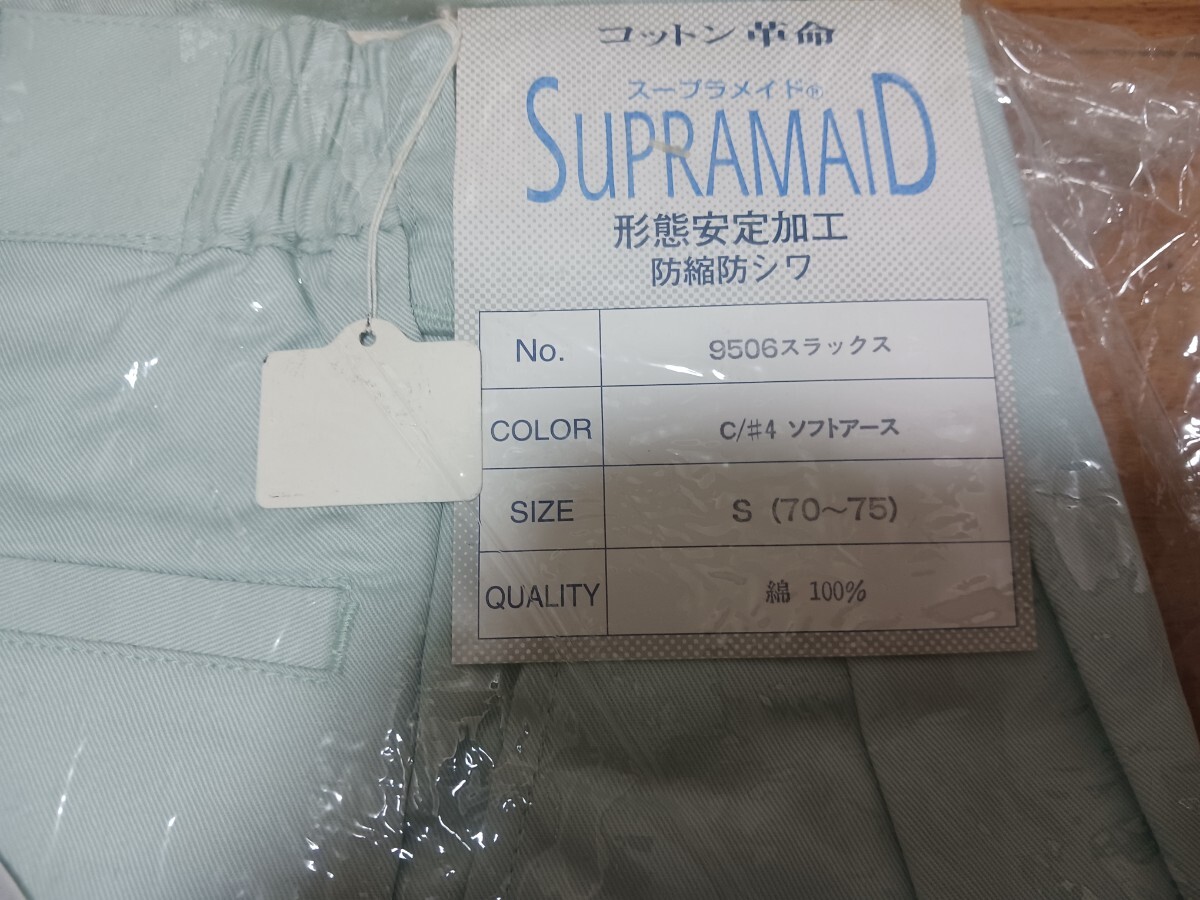 コットン革命
スープラメイド®
SUPRAMAID
形態安定加工
防縮防シワ
No. 9506スラックス
COLOR C/#4 ソフトアース
SIZE S (70〜75)
QUALITY 綿 100%